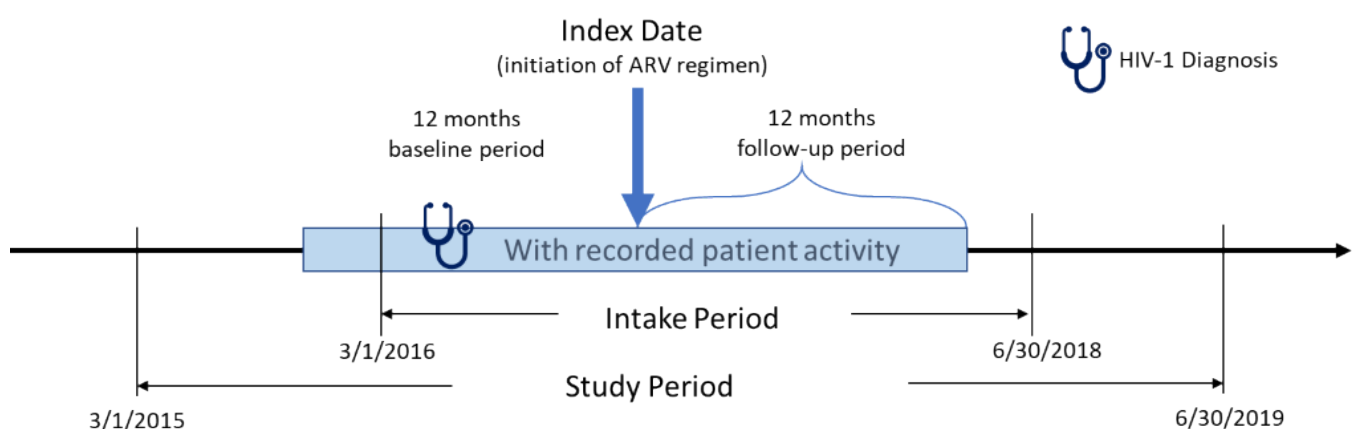 Index Date
(initiation of ARV regimen)
HIV-1 Diagnosis
12 months
baseline period
12 months
follow-up period
With recorded patient activity
Intake Period
3/1/2016
6/30/2018
Study Period
3/1/2015
6/30/2019